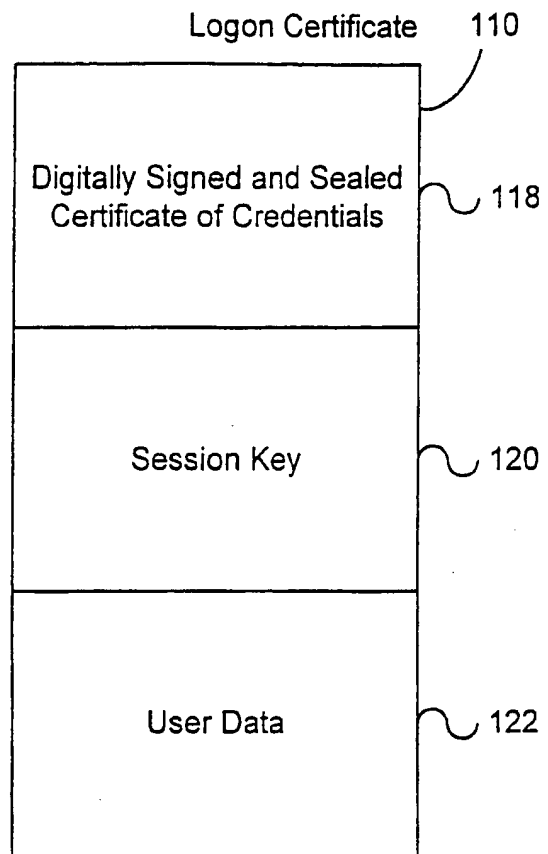 Logon Certificate 110
Digitally Signed and Sealed
Certificate of Credentials
118
Session Key 120
User Data 122